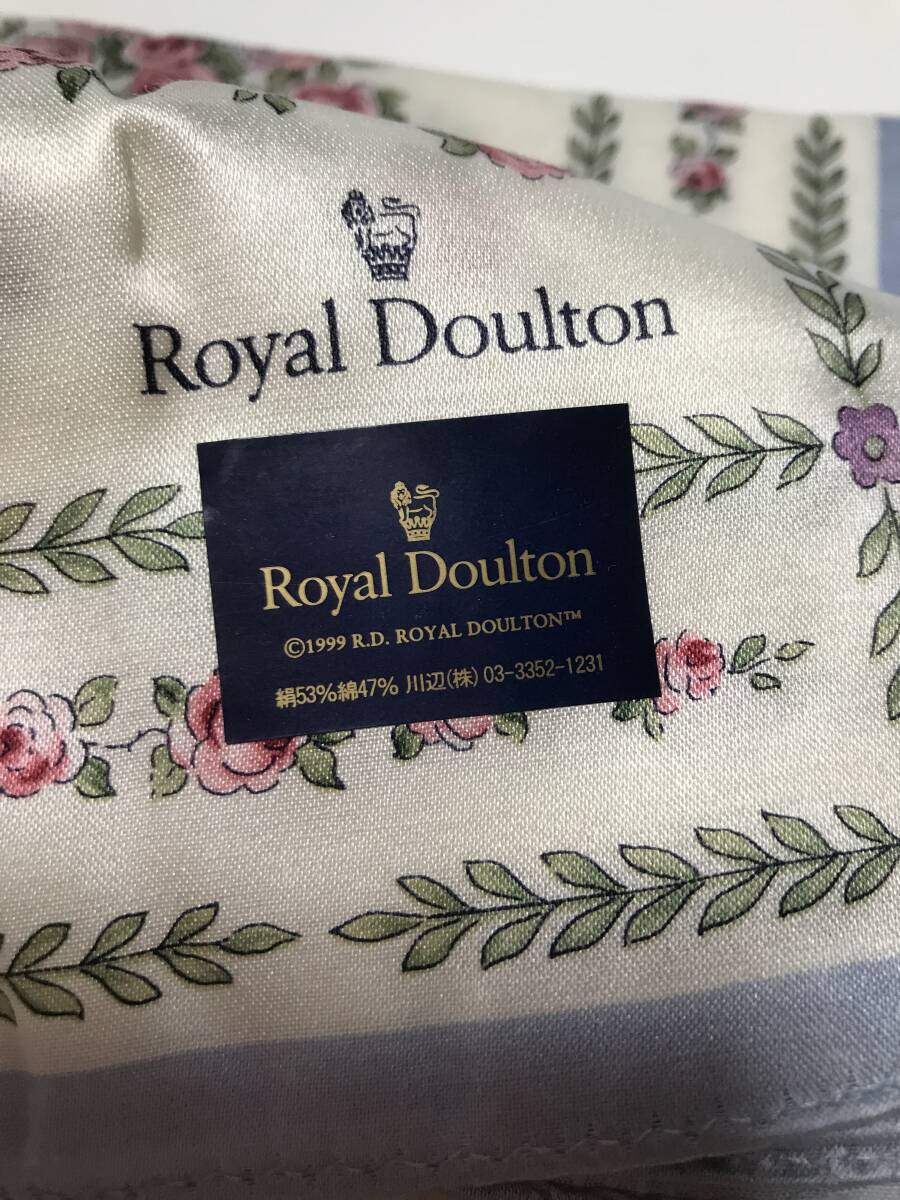 Royal Doulton
Royal Doulton
©1999 R.D. ROYAL DOULTON™
絹53%綿47% 川辺(株) 03-3352-1231